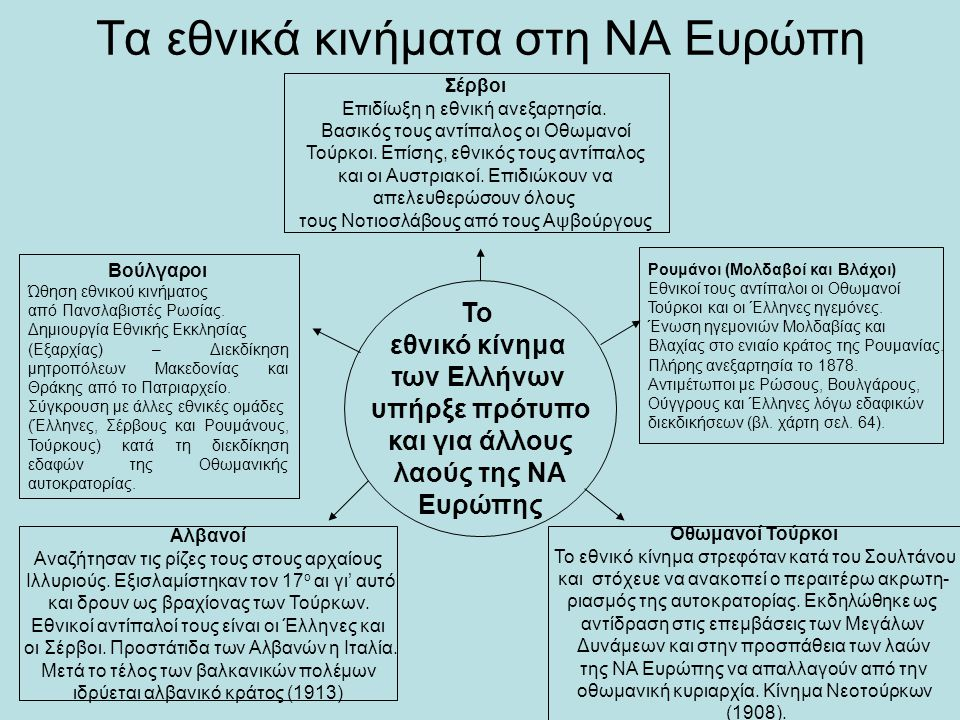 Τα εθνικά κινήματα στη ΝΑ Ευρώπη
Σέρβοι
Επιδίωξη η εθνική ανεξαρτησία.
Βασικός τους αντίπαλος οι Οθωμανοί
Τούρκοι. Επίσης, εθνικός τους αντίπαλος
και οι Αυστριακοί. Επιδιώκουν να
απελευθερώσουν όλους
τους Νοτιοσλάβους από τους Αψβούργους
Βούλγαροι
Ώθηση εθνικού κινήματος
από Πανσλαβιστές Ρωσίας.
Δημιουργία Εθνικής Εκκλησίας
(Εξαρχίας) – Διεκδίκηση
μητροπόλεων Μακεδονίας και
Θράκης από το Πατριαρχείο.
Σύγκρουση με άλλες εθνικές ομάδες
(Έλληνες, Σέρβους και Ρουμάνους,
Τούρκους) κατά τη διεκδίκηση
εδαφών της Οθωμανικής
αυτοκρατορίας.
Το
εθνικό κίνημα
των Ελλήνων
υπήρξε πρότυπο
και για άλλους
λαούς της ΝΑ
Ευρώπης
Ρουμάνοι (Μολδαβοί και Βλάχοι)
Εθνικοί τους αντίπαλοι οι Οθωμανοί
Τούρκοι και οι Έλληνες ηγεμόνες.
Ένωση ηγεμονιών Μολδαβίας και
Βλαχίας στο ενιαίο κράτος της Ρουμανίας.
Πλήρης ανεξαρτησία το 1878.
Αντιμέτωποι με Ρώσους, Βουλγάρους,
Ούγγρους και Έλληνες λόγω εδαφικών
διεκδικήσεων (βλ. χάρτη σελ. 64).
Αλβανοί
Αναζήτησαν τις ρίζες τους στους αρχαίους
Ιλλυριούς. Εξισλαμίστηκαν τον 17ο αι γι’ αυτό
και δρουν ως βραχίονας των Τούρκων.
Εθνικοί αντίπαλοί τους είναι οι Έλληνες και
οι Σέρβοι. Προστάτιδα των Αλβανών η Ιταλία.
Μετά το τέλος των βαλκανικών πολέμων
ιδρύεται αλβανικό κράτος (1913)
Οθωμανοί Τούρκοι
Το εθνικό κίνημα στρεφόταν κατά του Σουλτάνου
και στόχευε να ανακοπεί ο περαιτέρω ακρωτη-
ριασμός της αυτοκρατορίας. Εκδηλώθηκε ως
αντίδραση στις επεμβάσεις των Μεγάλων
Δυνάμεων και στην προσπάθεια των λαών
της ΝΑ Ευρώπης να απαλλαγούν από την
οθωμανική κυριαρχία. Κίνημα Νεοτούρκων
(1908).